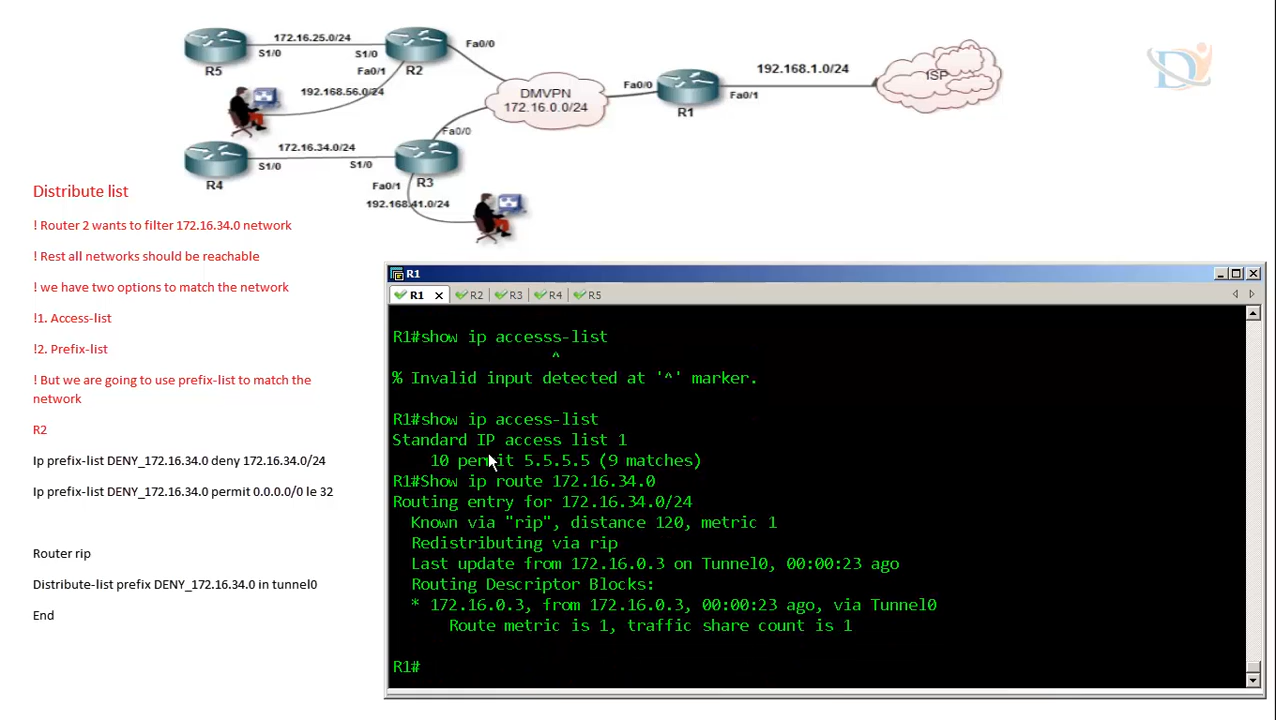 172.16.25.0/24
S1/0
S1/0
R5
R2
Fa0/0
Fa0/1
192.168.56.0/24
DMVPN
172.16.0.0/24
Fa0/0
R1
Fa0/1
192.168.1.0/24
ISP
Fa0/0
172.16.34.0/24
S1/0
S1/0
R4
R3
Fa0/1
192.168.41.0/24
Distribute list
! Router 2 wants to filter 172.16.34.0 network
! Rest all networks should be reachable
! we have two options to match the network
!1. Access-list
!2. Prefix-list
! But we are going to use prefix-list to match the
network
R2
Ip prefix-list DENY_172.16.34.0 deny 172.16.34.0/24
Ip prefix-list DENY_172.16.34.0 permit 0.0.0.0/0 le 32
Router rip
Distribute-list prefix DENY_172.16.34.0 in tunnel0
End
R1
R1 R2 R3 R4 R5
R1#show ip accesss-list
^
% Invalid input detected at '^' marker.
R1#show ip access-list
Standard IP access list 1
10 permit 5.5.5.5 (9 matches)
R1#Show ip route 172.16.34.0
Routing entry for 172.16.34.0/24
Known via "rip", distance 120, metric 1
Redistributing via rip
Last update from 172.16.0.3 on Tunnel0, 00:00:23 ago
Routing Descriptor Blocks:
* 172.16.0.3, from 172.16.0.3, 00:00:23 ago, via Tunnel0
Route metric is 1, traffic share count is 1
R1#